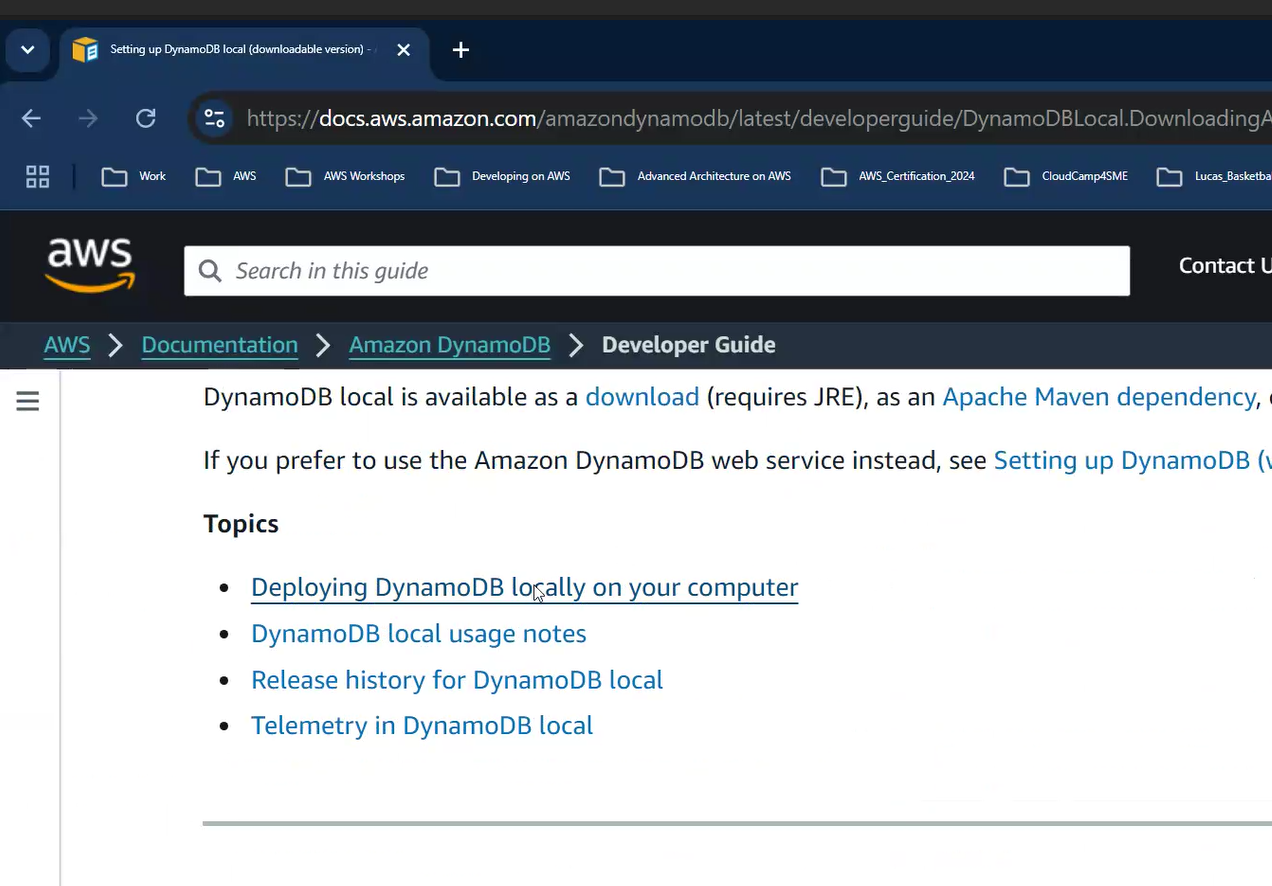 Setting up DynamoDB local (downloadable version) -
https://docs.aws.amazon.com/amazondynamodb/latest/developerguide/DynamoDBLocal.DownloadingA
Work AWS AWS Workshops Developing on AWS Advanced Architecture on AWS AWS_Certification_2024 CloudCamp4SME Lucas_Basketba
aws Search in this guide Contact U
AWS Documentation Amazon DynamoDB Developer Guide
DynamoDB local is available as a download (requires JRE), as an Apache Maven dependency,
If you prefer to use the Amazon DynamoDB web service instead, see Setting up DynamoDB (
Topics
Deploying DynamoDB locally on your computer
DynamoDB local usage notes
Release history for DynamoDB local
Telemetry in DynamoDB local